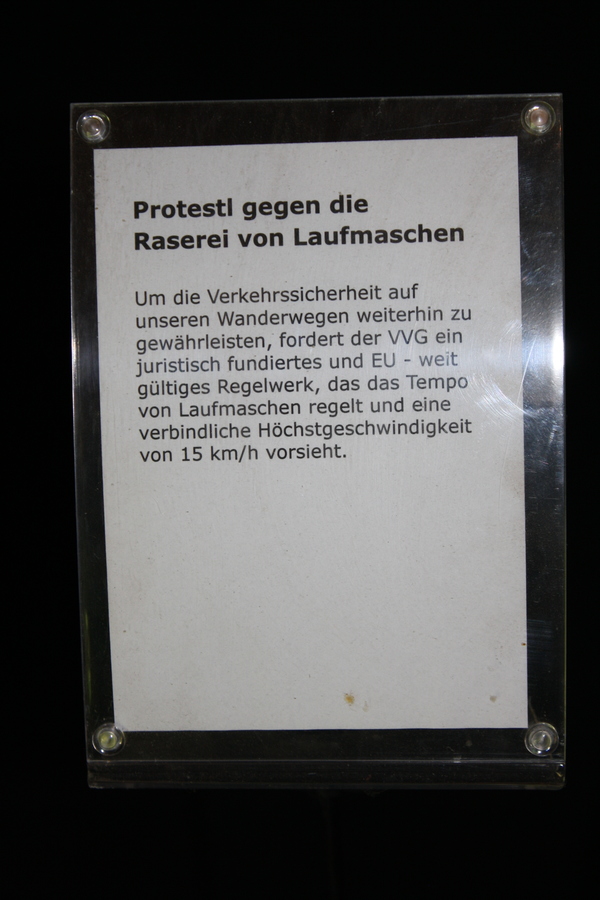 Protestl gegen die
Raserei von Laufmaschen
Um die Verkehrssicherheit auf
unseren Wanderwegen weiterhin zu
gewährleisten, fordert der VVG ein
juristisch fundiertes und EU - weit
gültiges Regelwerk, das das Tempo
von Laufmaschen regelt und eine
verbindliche Höchstgeschwindigkeit
von 15 km/h vorsieht.